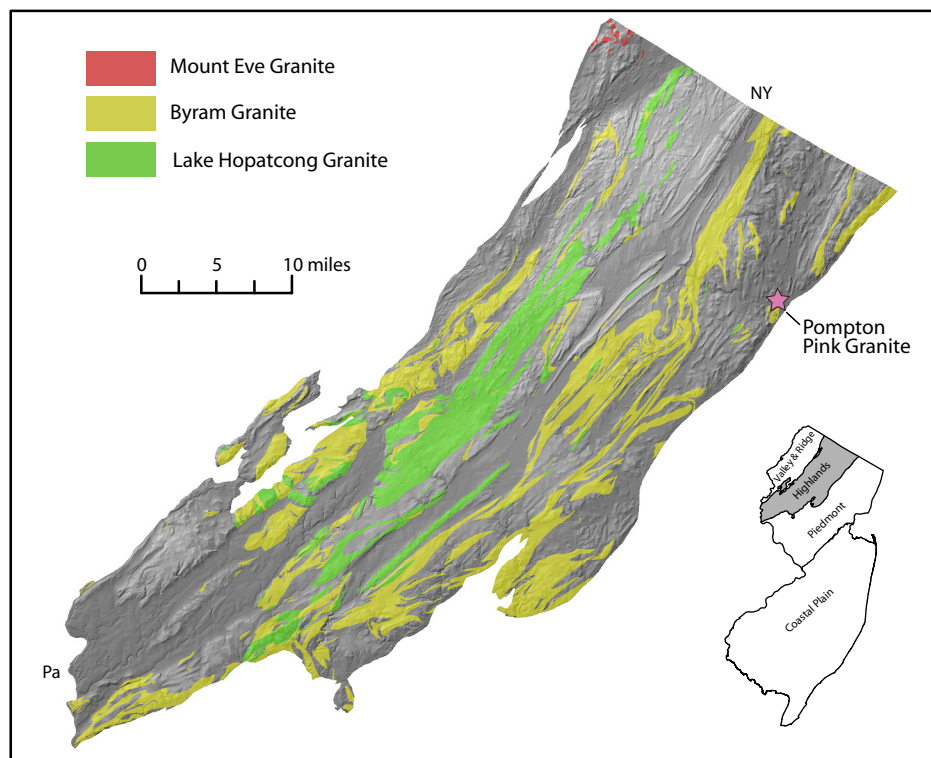 Mount Eve Granite
Byram Granite
Lake Hopatcong Granite
NY
0 5 10 miles
Pompton
Pink Granite
Valley & Ridge
Highlands
Piedmont
Coastal Plain
Pa